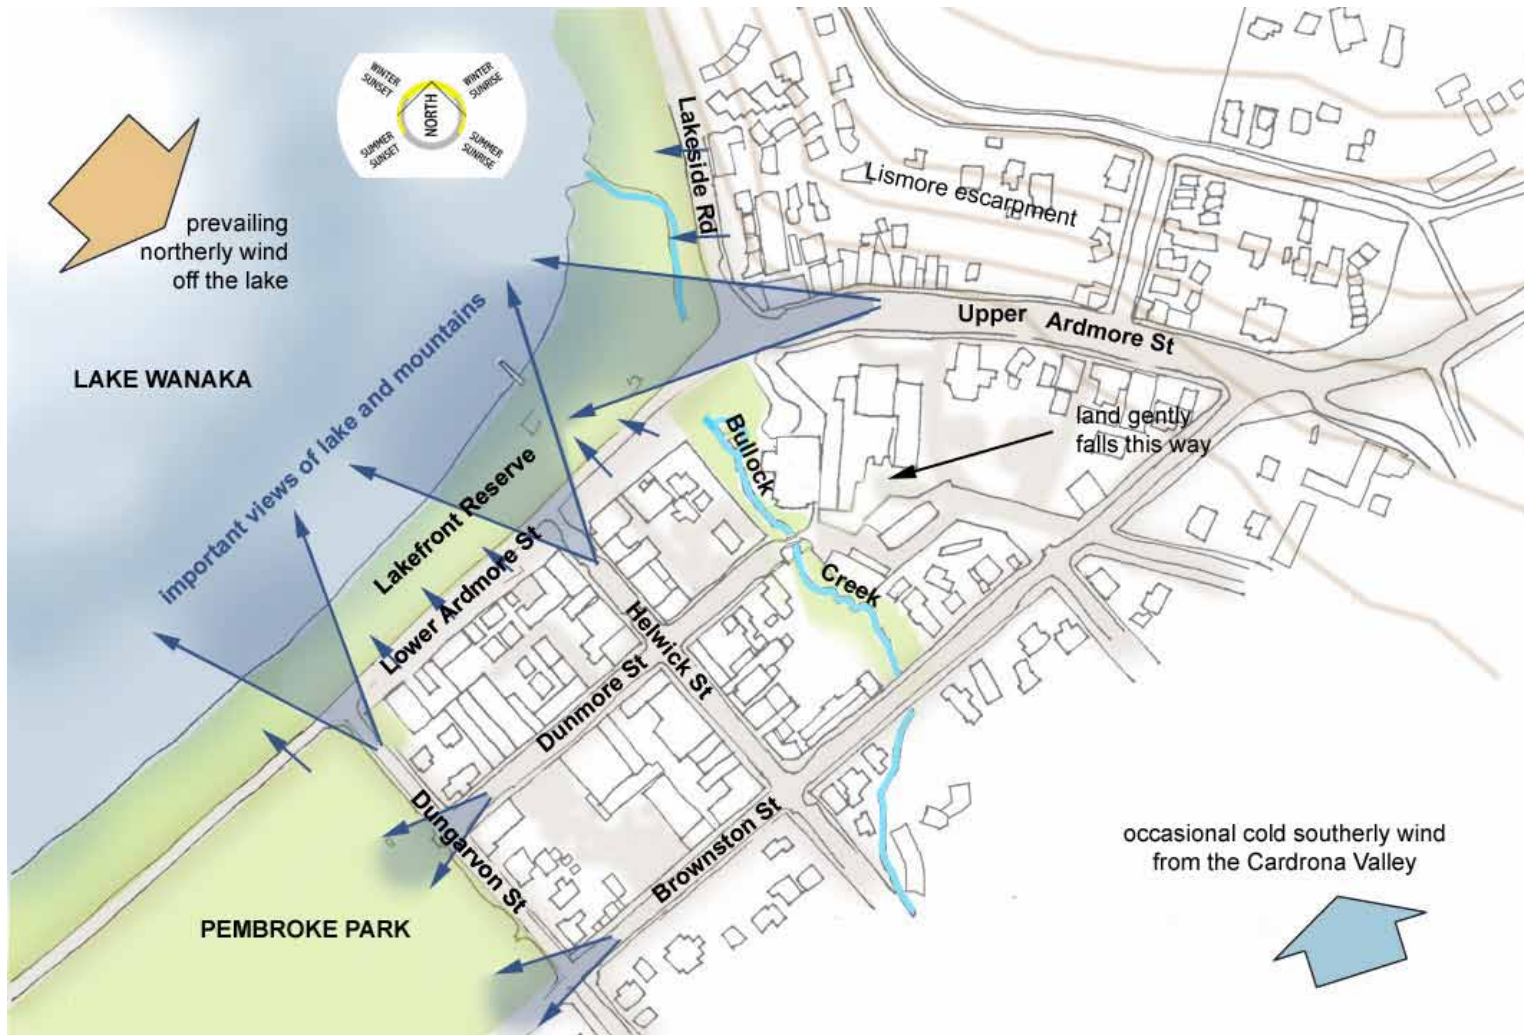 WINTER
SUNSET
WINTER
SUNRISE
NORTH
SUMMER
SUNSET
SUMMER
SUNRISE
prevailing
northerly wind
off the lake
Lakeside Rd
Lismore escarpment
Upper Ardmore St
LAKE WANAKA
important views of lake and mountains
land gently
falls this way
Bullock
Creek
Lakefront Reserve
Lower Ardmore St
Helwick St
Dunmore St
Dungarvon St
Brownston St
occasional cold southerly wind
from the Cardrona Valley
PEMBROKE PARK